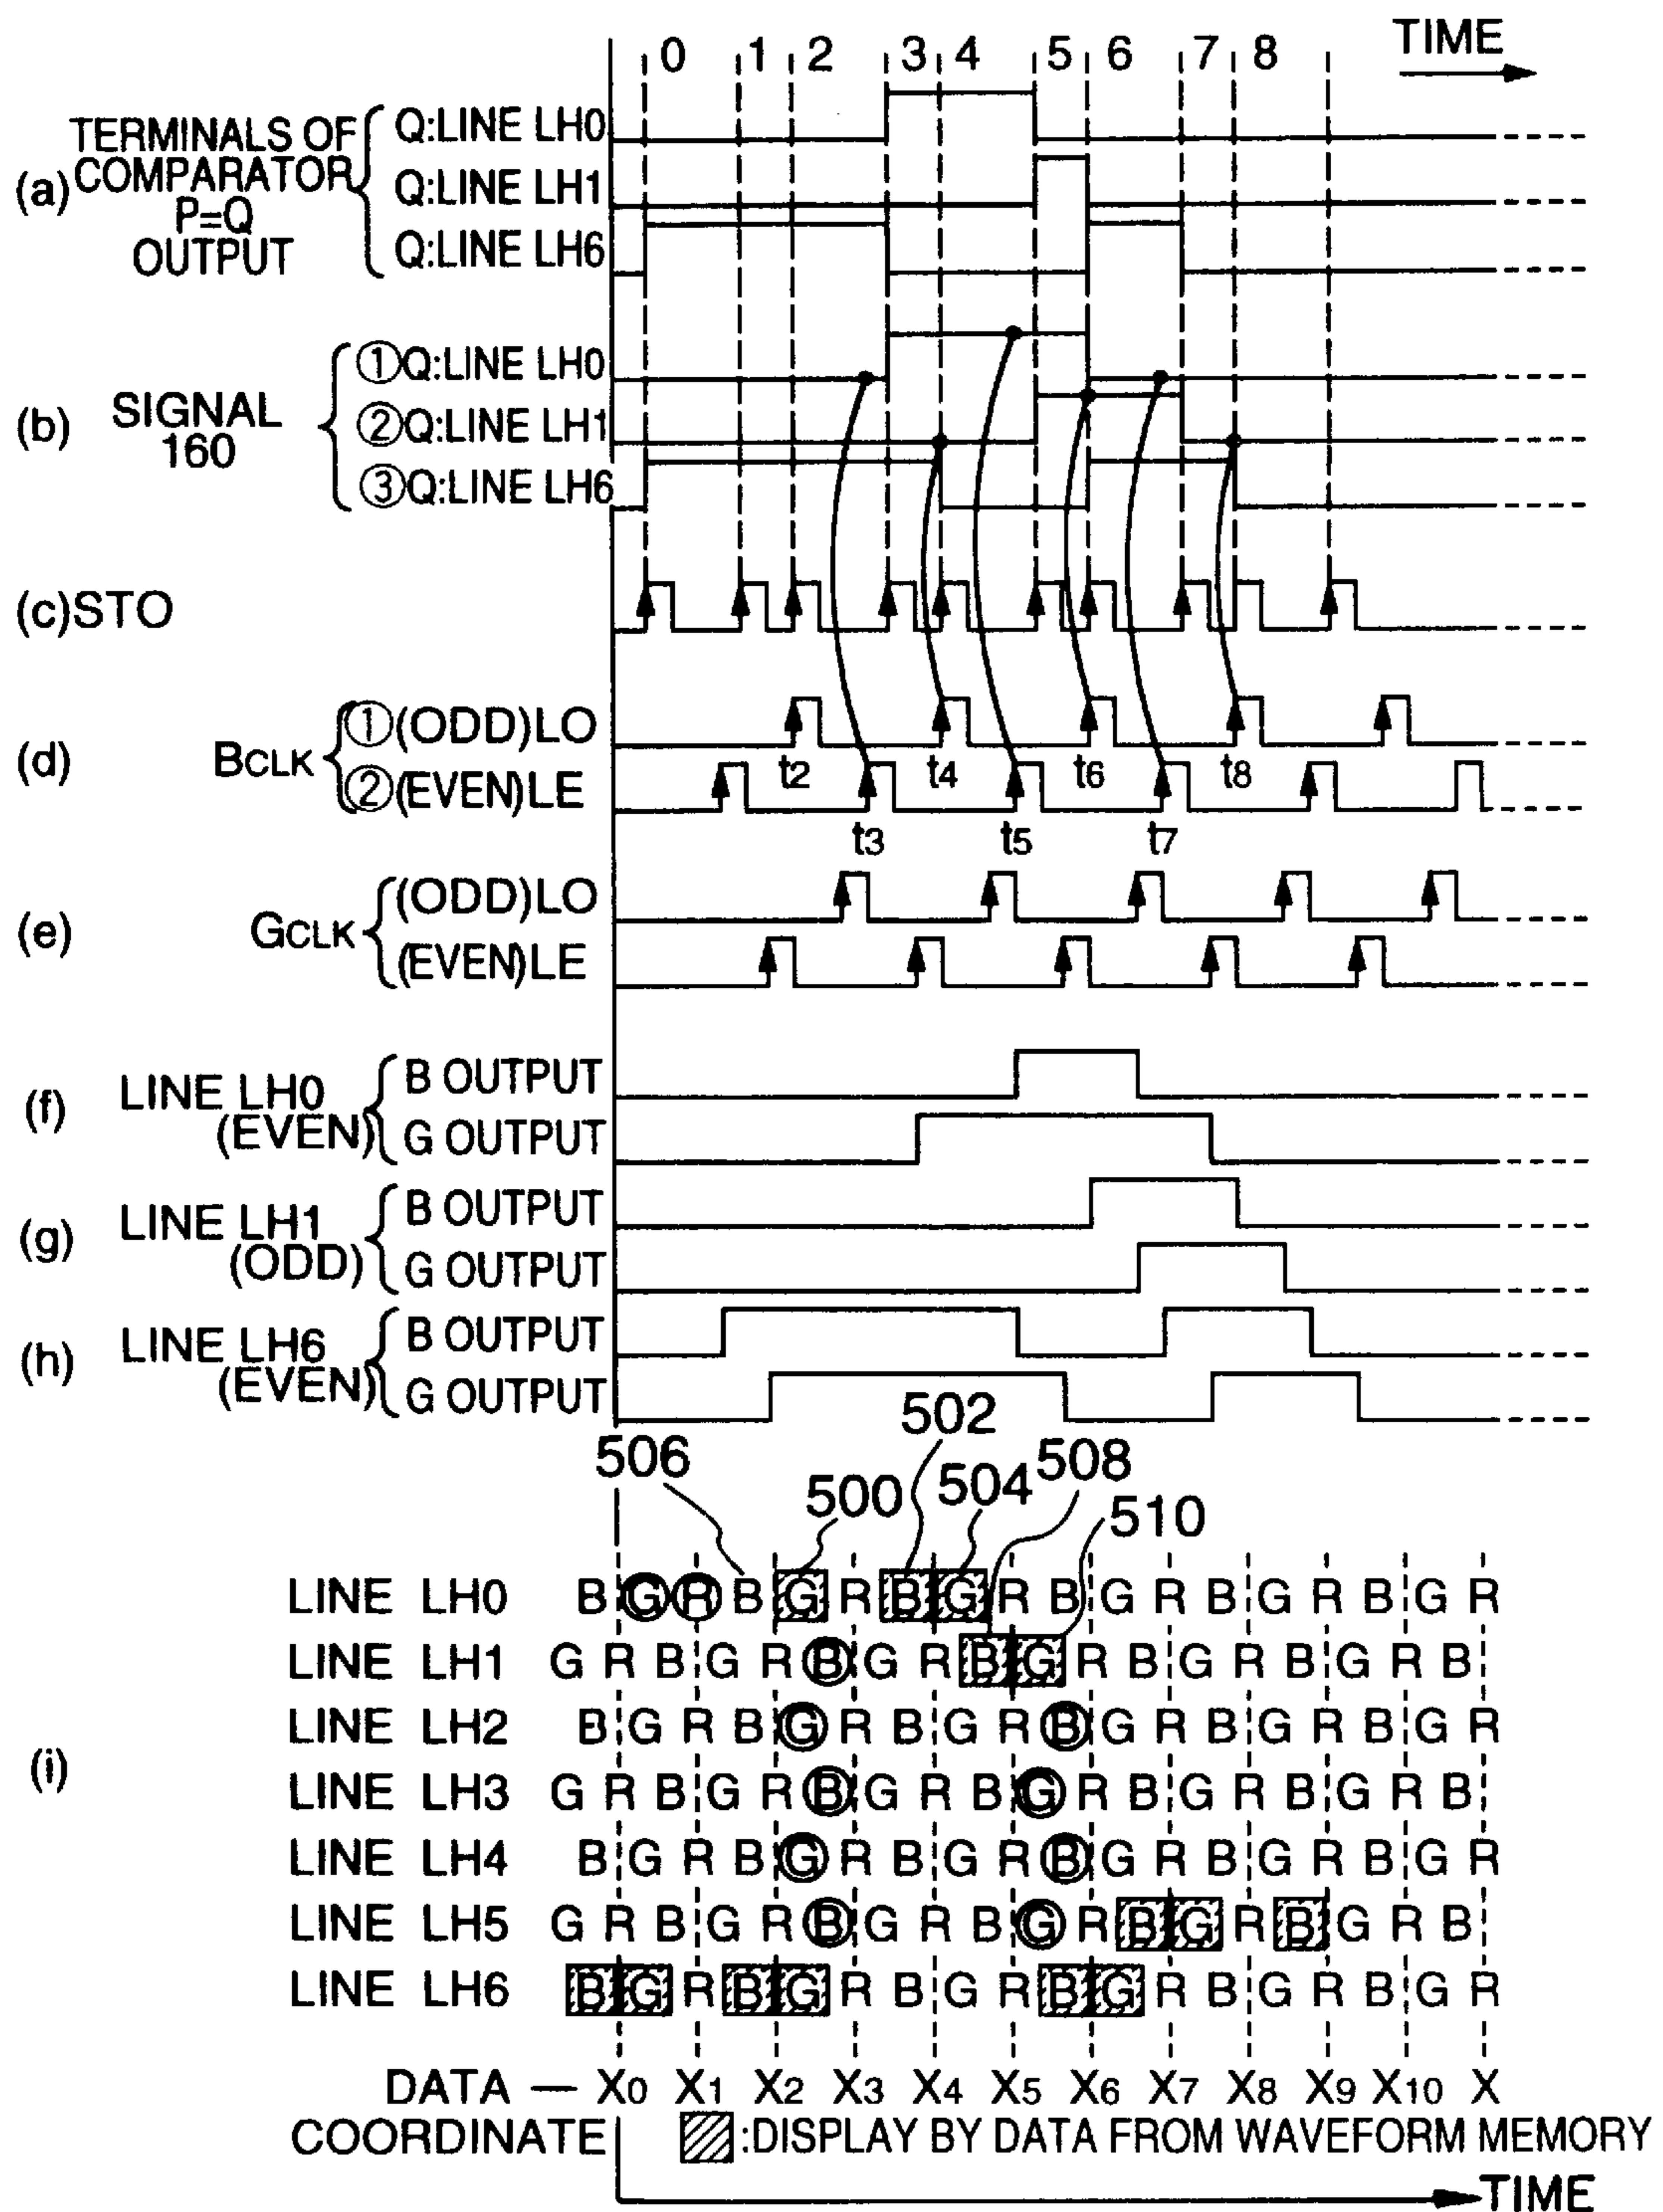 0 1 2 3 4 5 6 7 8 TIME
(a) TERMINALS OF COMPARATOR P=Q OUTPUT
Q:LINE LH0
Q:LINE LH1
Q:LINE LH6
(b) SIGNAL 160
①Q:LINE LH0
②Q:LINE LH1
③Q:LINE LH6
(c)STO
(d) BCLK
①(ODD)LO
t2 t4 t6 t8
②(EVEN)LE
t3 t5 t7
(e) GCLK
(ODD)LO
(EVEN)LE
(f) LINE LH0 (EVEN)
B OUTPUT
G OUTPUT
(g) LINE LH1 (ODD)
B OUTPUT
G OUTPUT
(h) LINE LH6 (EVEN)
B OUTPUT
G OUTPUT
506 500 502 504 508 510
(i)
LINE LH0 B G R B G R B G R B G R B G R B G R
LINE LH1 G R B G R B G R B G R B G R B G R B
LINE LH2 B G R B G R B G R B G R B G R B G R
LINE LH3 G R B G R B G R B G R B G R B G R B
LINE LH4 B G R B G R B G R B G R B G R B G R
LINE LH5 G R B G R B G R B G R B G R B G R B
LINE LH6 B G R B G R B G R B G R B G R B G R
DATA — X0 X1 X2 X3 X4 X5 X6 X7 X8 X9 X10 X
COORDINATE :DISPLAY BY DATA FROM WAVEFORM MEMORY
TIME